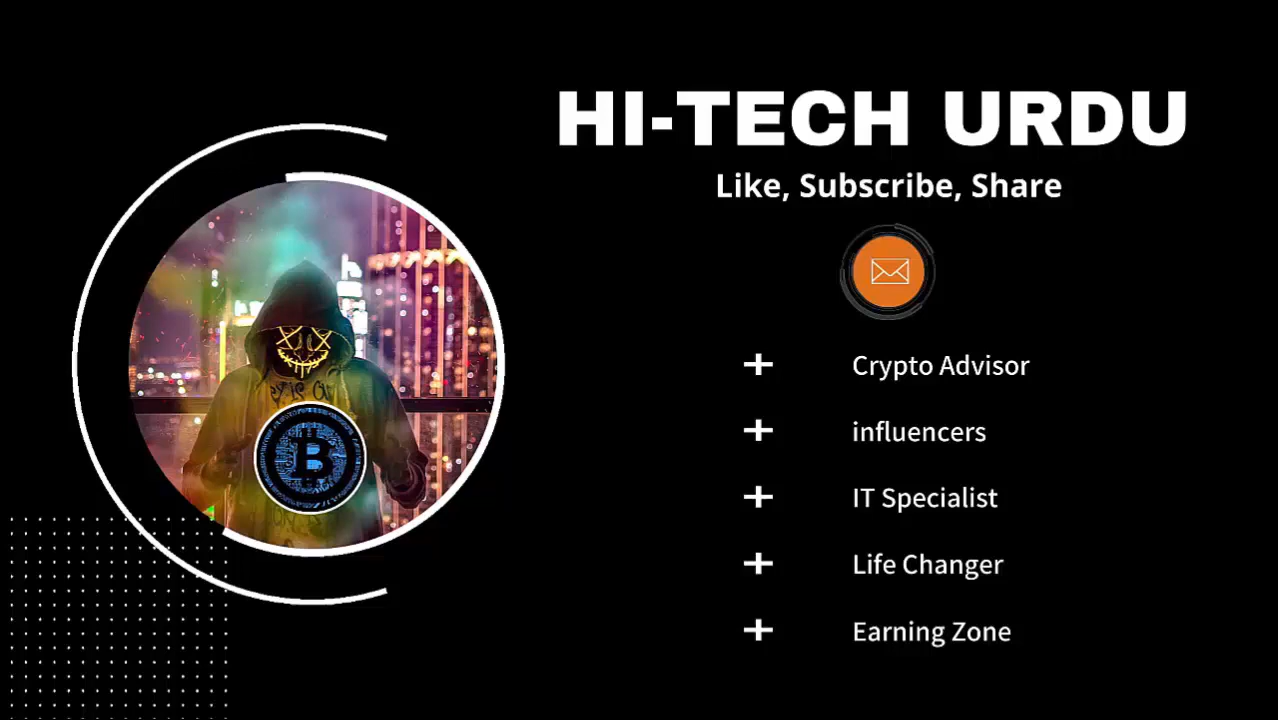 HI-TECH URDU
Like, Subscribe, Share
Crypto Advisor
influencers
IT Specialist
Life Changer
Earning Zone